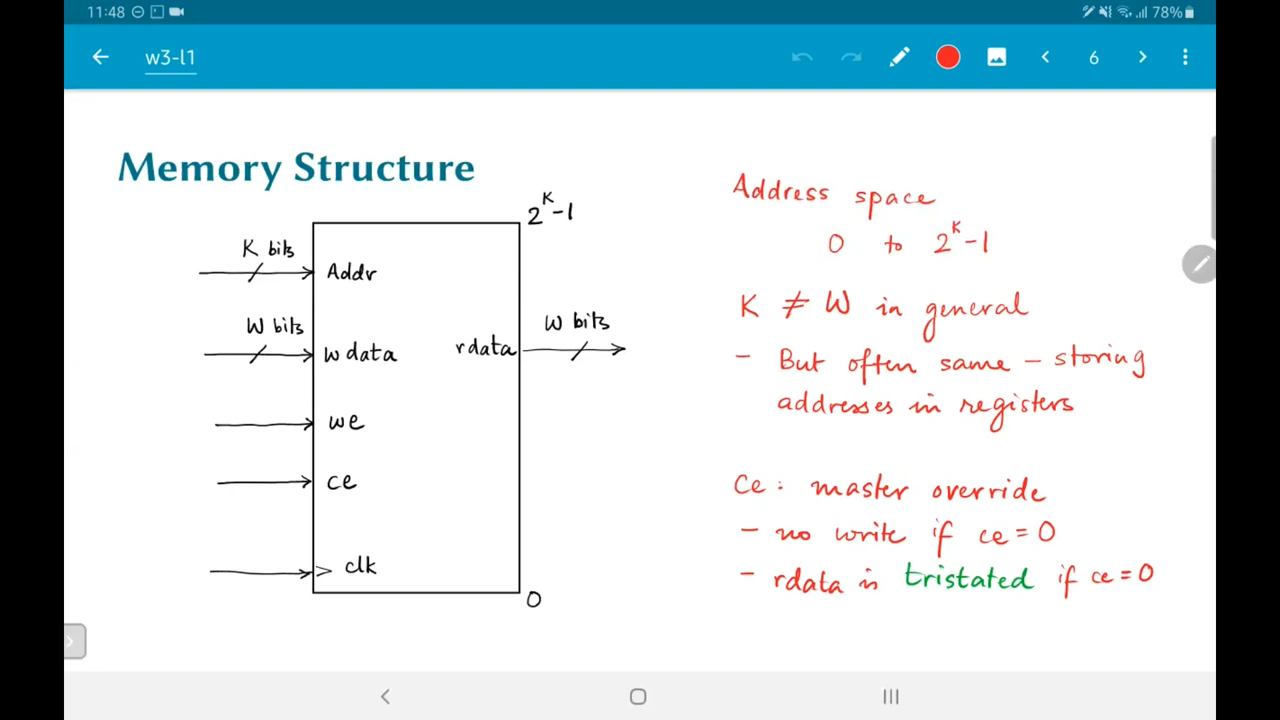 11:48
78%
w3-l1
6
Memory Structure
2^K-1
K bits
Addr
W bits
wdata
rdata
W bits
we
ce
> clk
0
Address space
0 to 2^K-1
K ≠ W in general
- But often same - storing
addresses in registers
Ce: master override
- no write if ce=0
- rdata is tristated if ce=0